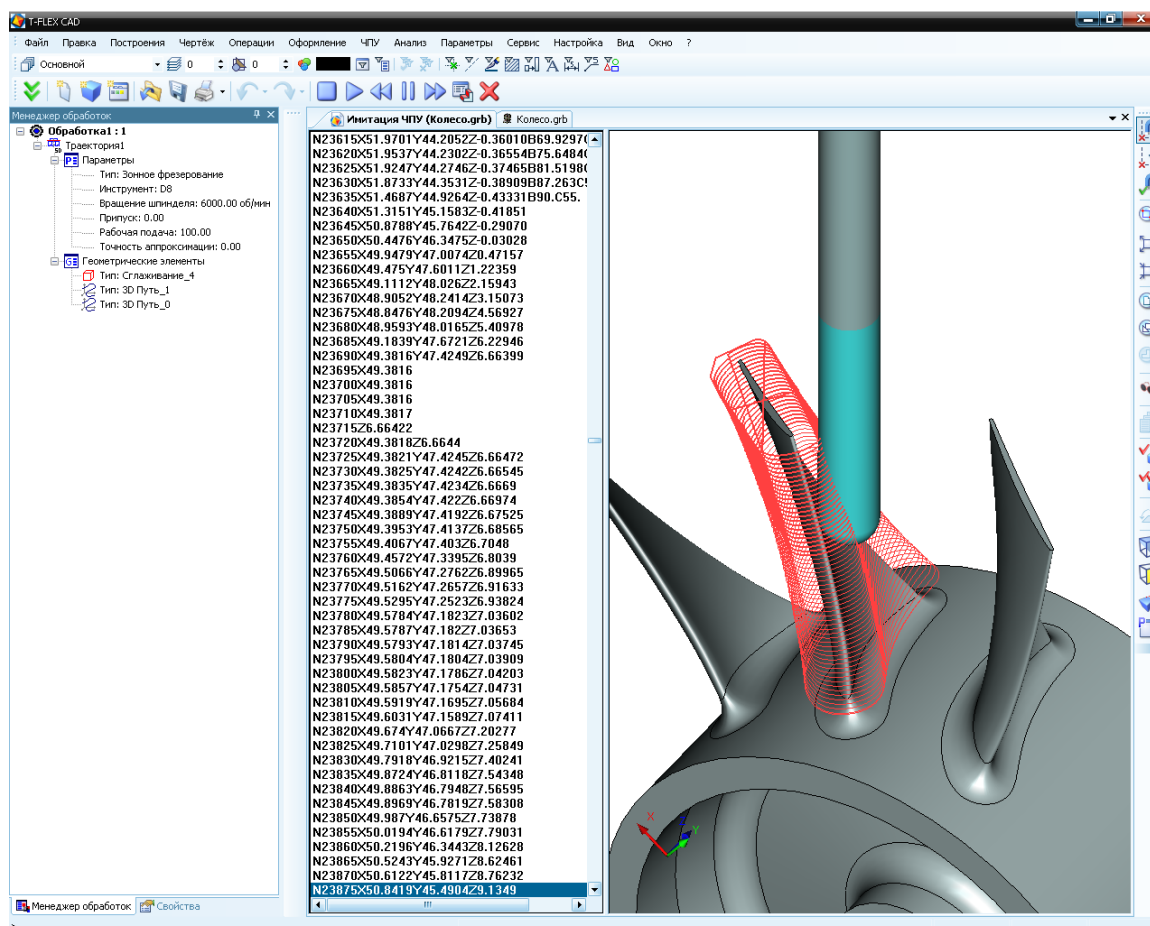 T-FLEX CAD
Файл Правка Построения Чертёж Операции Оформление ЧПУ Анализ Параметры Сервис Настройка Вид Окно ?
Основной 0 0
Менеджер обработок
Имитация ЧПУ (Колесо.grb) Колесо.grb
Обработка1 : 1
5D Траектория1
PE Параметры
Тип: Зонное фрезерование
Инструмент: D8
Вращение шпинделя: 6000.00 об/мин
Припуск: 0.00
Рабочая подача: 100.00
Точность аппроксимации: 0.00
GE Геометрические элементы
Тип: Сглаживание_4
Тип: 3D Путь_1
Тип: 3D Путь_0
N23615X51.9701Y44.2052Z-0.36010B69.9297(
N23620X51.9537Y44.2302Z-0.36554B75.6484(
N23625X51.9247Y44.2746Z-0.37465B81.5198(
N23630X51.8733Y44.3531Z-0.38909B87.263C!
N23635X51.4687Y44.9264Z-0.43331B90.C55.
N23640X51.3151Y45.1583Z-0.41851
N23645X50.8788Y45.7642Z-0.29070
N23650X50.4476Y46.3475Z-0.03028
N23655X49.9479Y47.0074Z0.47157
N23660X49.475Y47.6011Z1.22359
N23665X49.1112Y48.026Z2.15943
N23670X48.9052Y48.2414Z3.15073
N23675X48.8476Y48.2094Z4.56927
N23680X48.9593Y48.0165Z5.40978
N23685X49.1839Y47.6721Z6.22946
N23690X49.3816Y47.4249Z6.66399
N23695X49.3816
N23700X49.3816
N23705X49.3816
N23710X49.3817
N23715Z6.66422
N23720X49.3818Z6.6644
N23725X49.3821Y47.4245Z6.66472
N23730X49.3825Y47.4242Z6.66545
N23735X49.3835Y47.4234Z6.6669
N23740X49.3854Y47.422Z6.66974
N23745X49.3889Y47.4192Z6.67525
N23750X49.3953Y47.4137Z6.68565
N23755X49.4067Y47.403Z6.7048
N23760X49.4572Y47.3395Z6.8039
N23765X49.5066Y47.2762Z6.89965
N23770X49.5162Y47.2657Z6.91633
N23775X49.5295Y47.2523Z6.93824
N23780X49.5784Y47.1823Z7.03602
N23785X49.5787Y47.182Z7.03653
N23790X49.5793Y47.1814Z7.03745
N23795X49.5804Y47.1804Z7.03909
N23800X49.5823Y47.1786Z7.04203
N23805X49.5857Y47.1754Z7.04731
N23810X49.5919Y47.1695Z7.05684
N23815X49.6031Y47.1589Z7.07411
N23820X49.674Y47.0667Z7.20277
N23825X49.7101Y47.0298Z7.25849
N23830X49.7918Y46.9215Z7.40241
N23835X49.8724Y46.8118Z7.54348
N23840X49.8863Y46.7948Z7.56595
N23845X49.8969Y46.7819Z7.58308
N23850X49.987Y46.6575Z7.73878
N23855X50.0194Y46.6179Z7.79031
N23860X50.2196Y46.3443Z8.12628
N23865X50.5243Y45.9271Z8.62461
N23870X50.6122Y45.8117Z8.76232
N23875X50.8419Y45.4904Z9.1349
X
Y
Менеджер обработок Свойства